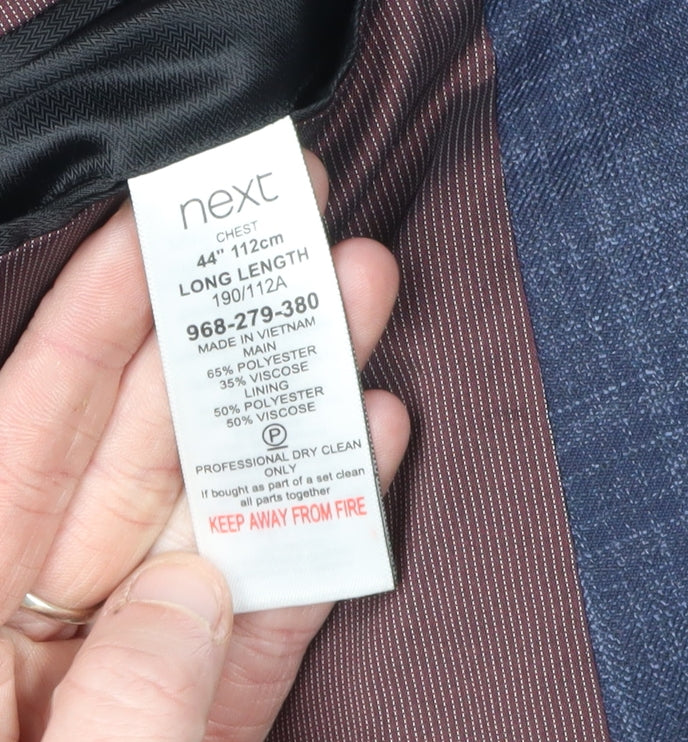 next
CHEST
44" 112cm
LONG LENGTH
190/112A
968-279-380
MADE IN VIETNAM
MAIN
65% POLYESTER
35% VISCOSE
LINING
50% POLYESTER
50% VISCOSE
P
PROFESSIONAL DRY CLEAN
ONLY
If bought as part of a set clean
all parts together
KEEP AWAY FROM FIRE